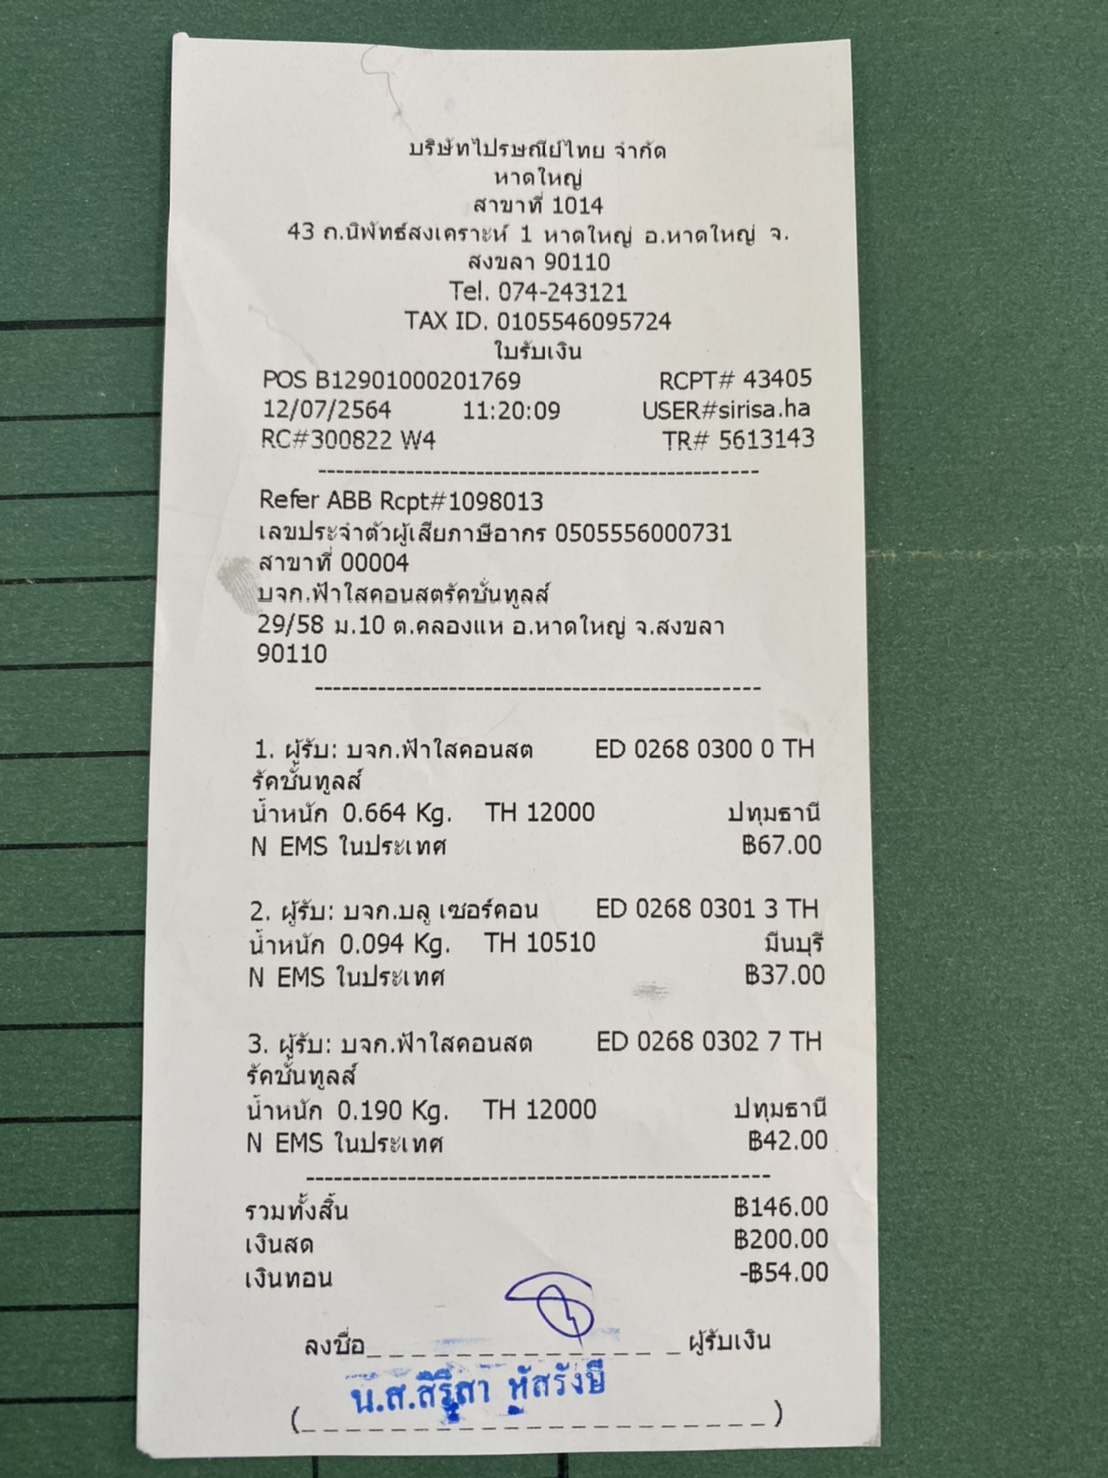 บริษัทไปรษณีย์ไทย จำกัด
หาดใหญ่
สาขาที่ 1014
43 ถ.นิพัทธ์สงเคราะห์ 1 หาดใหญ่ อ.หาดใหญ่ จ.
สงขลา 90110
Tel. 074-243121
TAX ID. 0105546095724
ใบรับเงิน
POS B12901000201769 RCPT# 43405
12/07/2564 11:20:09 USER#sirisa.ha
RC#300822 W4 TR# 5613143
Refer ABB Rcpt#1098013
เลขประจำตัวผู้เสียภาษีอากร 0505556000731
สาขาที่ 00004
บจก.ฟ้าใสคอนสตรัคชั่นทูลส์
29/58 ม.10 ต.คลองแห อ.หาดใหญ่ จ.สงขลา
90110
1. ผู้รับ: บจก.ฟ้าใสคอนสต ED 0268 0300 0 TH
รัคชั่นทูลส์
น้ำหนัก 0.664 Kg. TH 12000 ปทุมธานี
N EMS ในประเทศ ฿67.00
2. ผู้รับ: บจก.บลู เซอร์คอน ED 0268 0301 3 TH
น้ำหนัก 0.094 Kg. TH 10510 มีนบุรี
N EMS ในประเทศ ฿37.00
3. ผู้รับ: บจก.ฟ้าใสคอนสต ED 0268 0302 7 TH
รัคชั่นทูลส์
น้ำหนัก 0.190 Kg. TH 12000 ปทุมธานี
N EMS ในประเทศ ฿42.00
รวมทั้งสิ้น ฿146.00
เงินสด ฿200.00
เงินทอน -฿54.00
ลงชื่อ_ _ _ _ _ _ _ _ _ _ _ _ _ _ ผู้รับเงิน
น.ส.สิริสา หัสรังษี
(_ _ _ _ _ _ _ _ _ _ _ _ _ _ _ _ _ _ _ _)